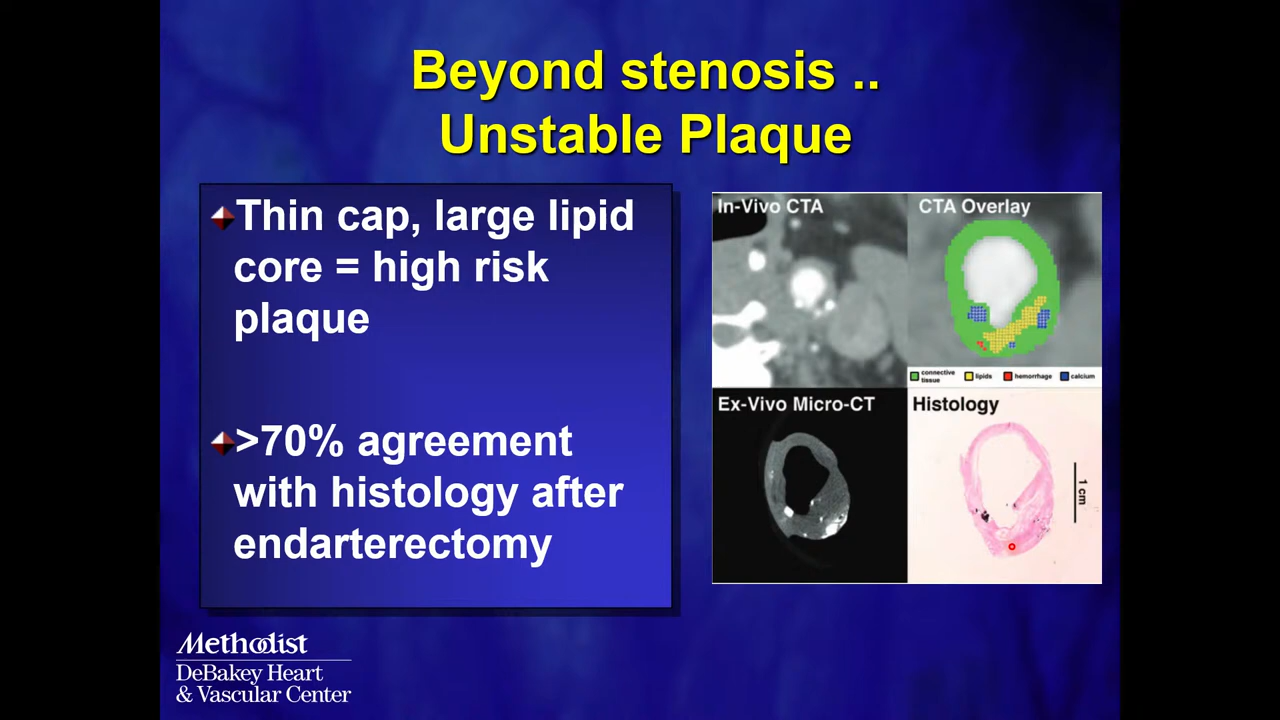 Beyond stenosis ..
Unstable Plaque
Thin cap, large lipid
core = high risk
plaque
>70% agreement
with histology after
endarterectomy
In-Vivo CTA
CTA Overlay
connective
tissue
lipids
hemorrhage
calcium
Ex-Vivo Micro-CT
Histology
1 cm
Methodist
DeBakey Heart
& Vascular Center